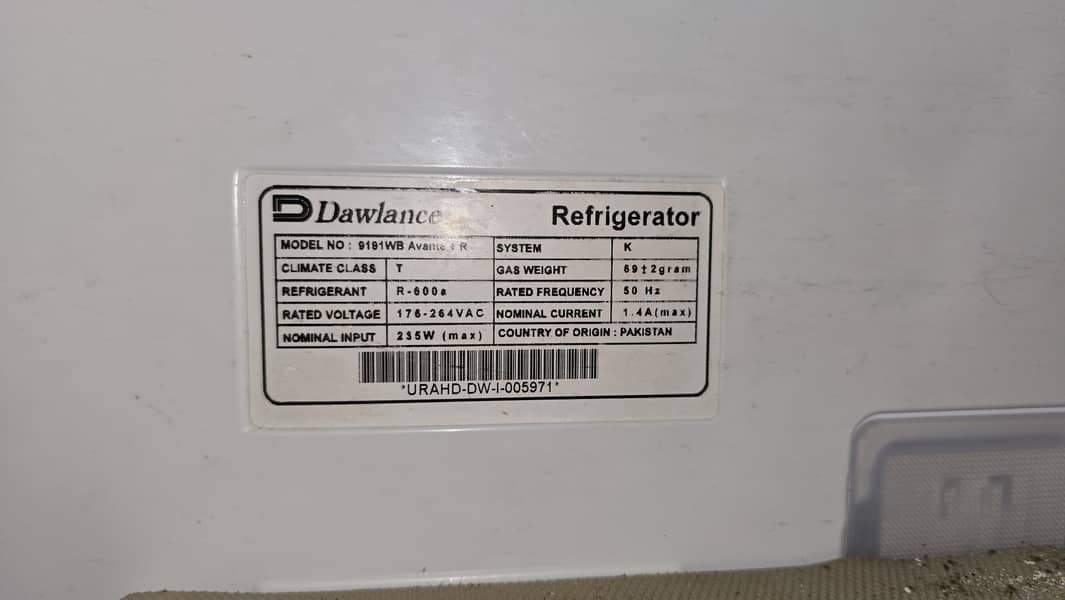 Dawlance Refrigerator
MODEL NO : 9191WB R SYSTEM K
CLIMATE CLASS T GAS WEIGHT 69±2gram
REFRIGERANT R-600a RATED FREQUENCY 50 Hz
RATED VOLTAGE 176-264VAC NOMINAL CURRENT 1.4A(max)
NOMINAL INPUT 235W (max) COUNTRY OF ORIGIN : PAKISTAN
*URAHD-DW-I-005971*